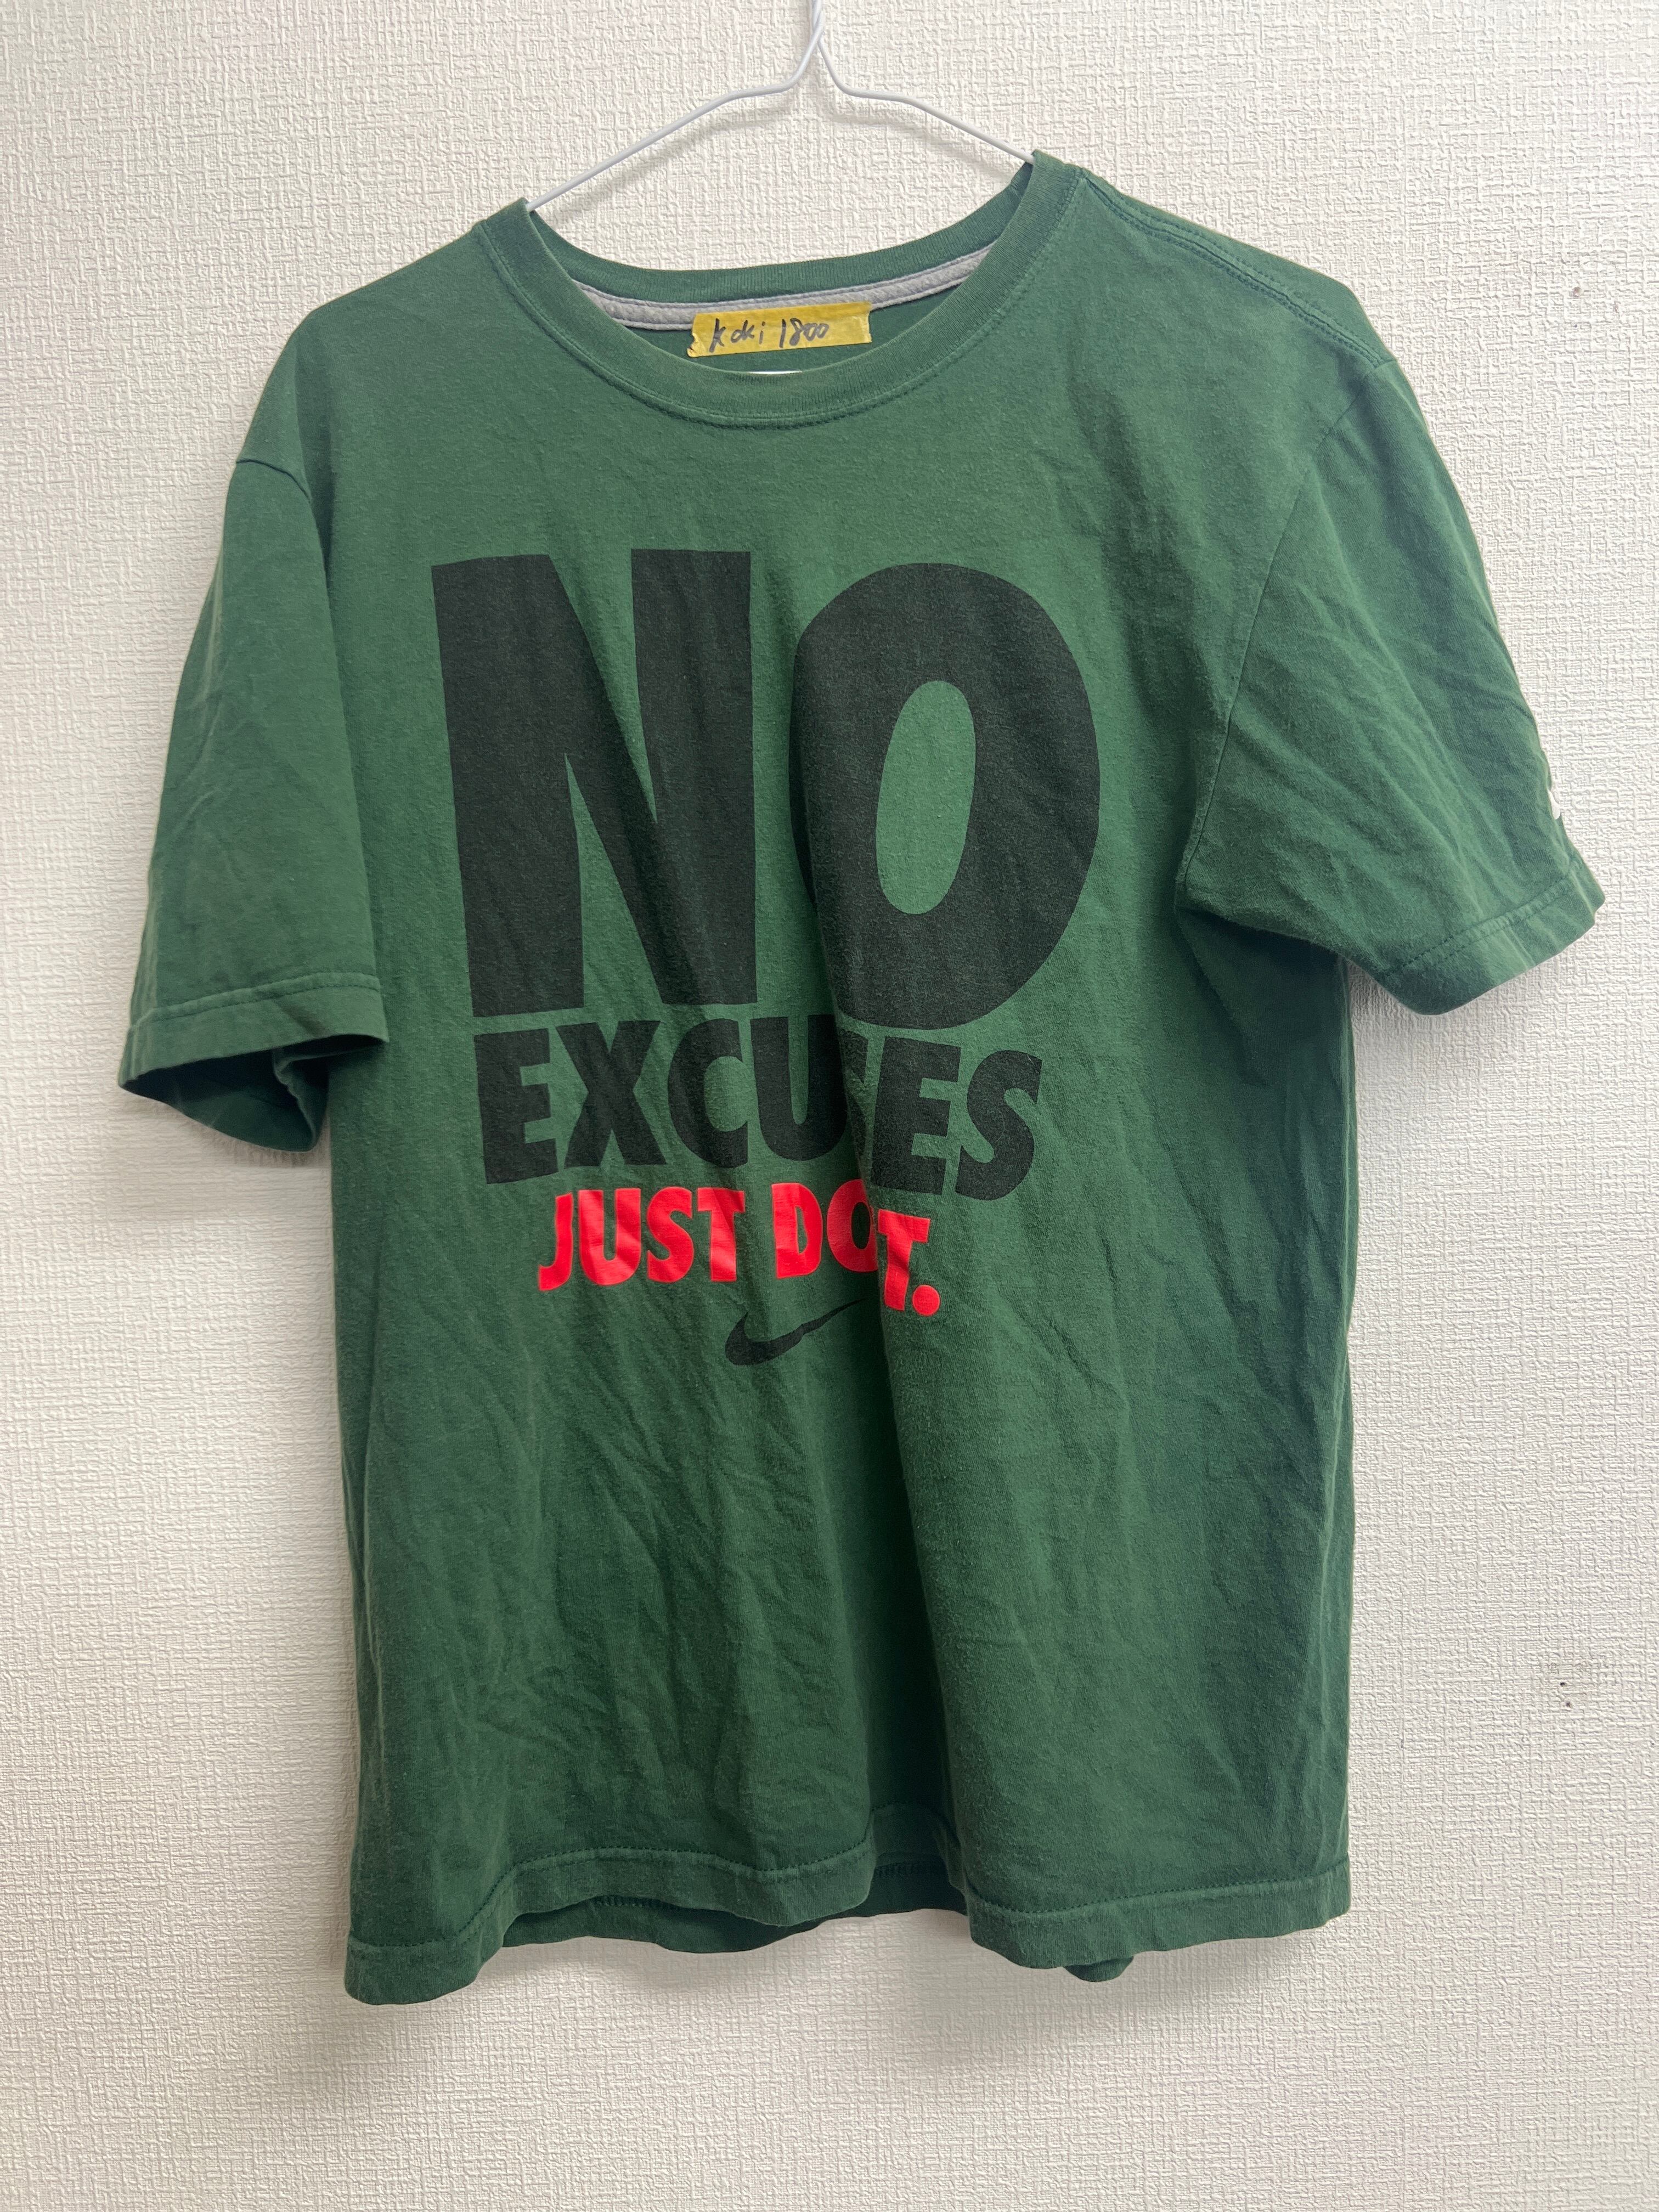 koki 1800
NO
EXCUSES
JUST DO IT.